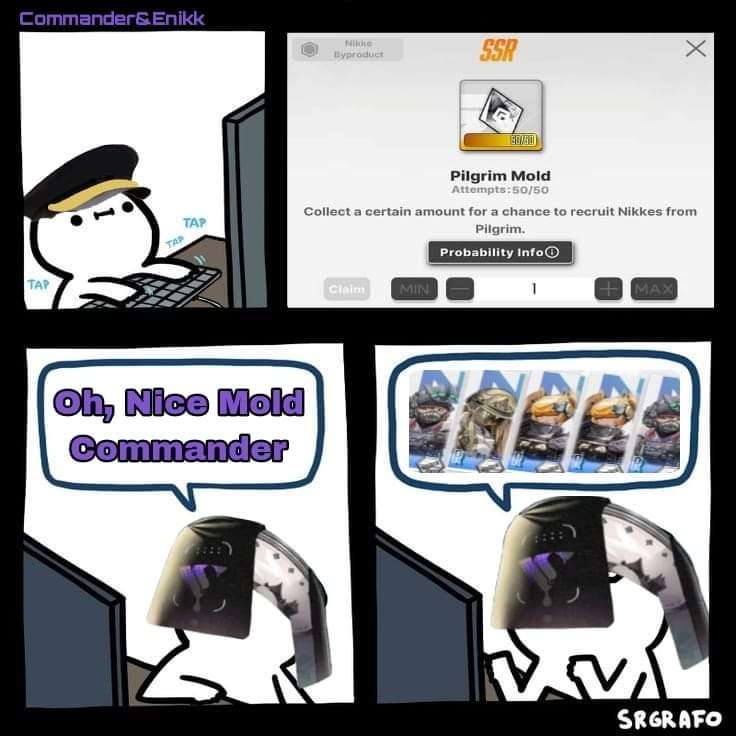 Commander&Enikk
TAP
TAP
TAP
Nikke
Byproduct
SSR
50/50
Pilgrim Mold
Attempts:50/50
Collect a certain amount for a chance to recruit Nikkes from
Pilgrim.
Probability Info
Claim
MIN
1
MAX
Oh, Nice Mold
Commander
SRGRAFO